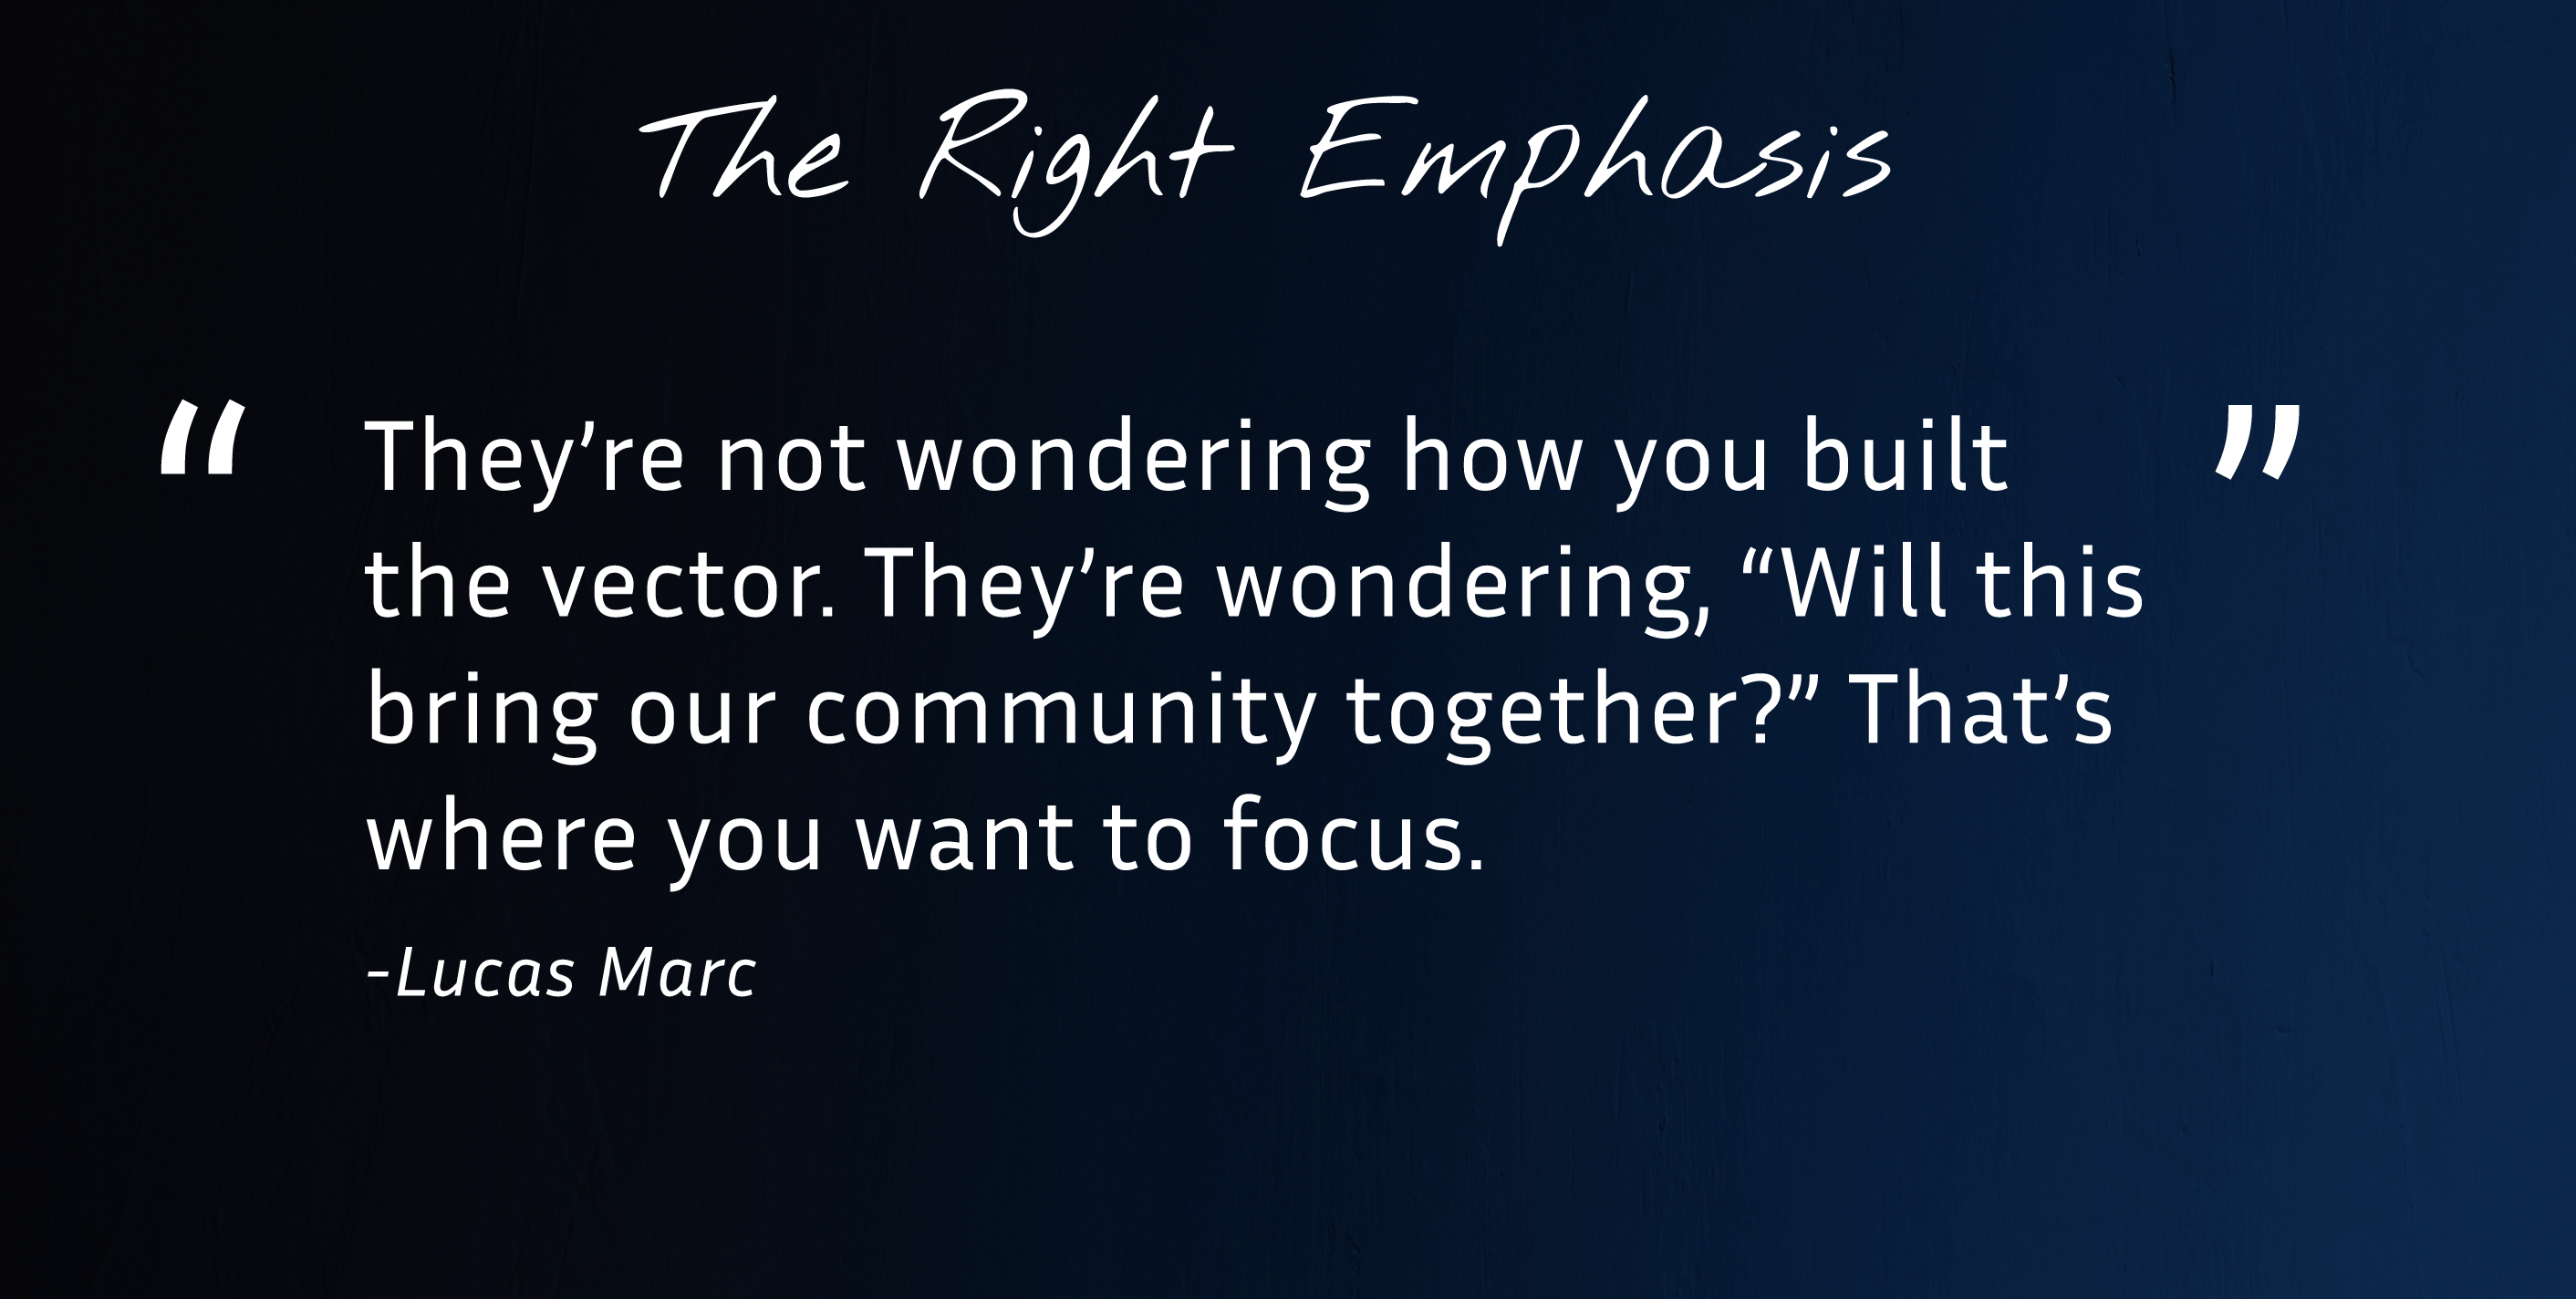 The Right Emphasis
“ They’re not wondering how you built ”
the vector. They’re wondering, “Will this
bring our community together?” That’s
where you want to focus.
-Lucas Marc